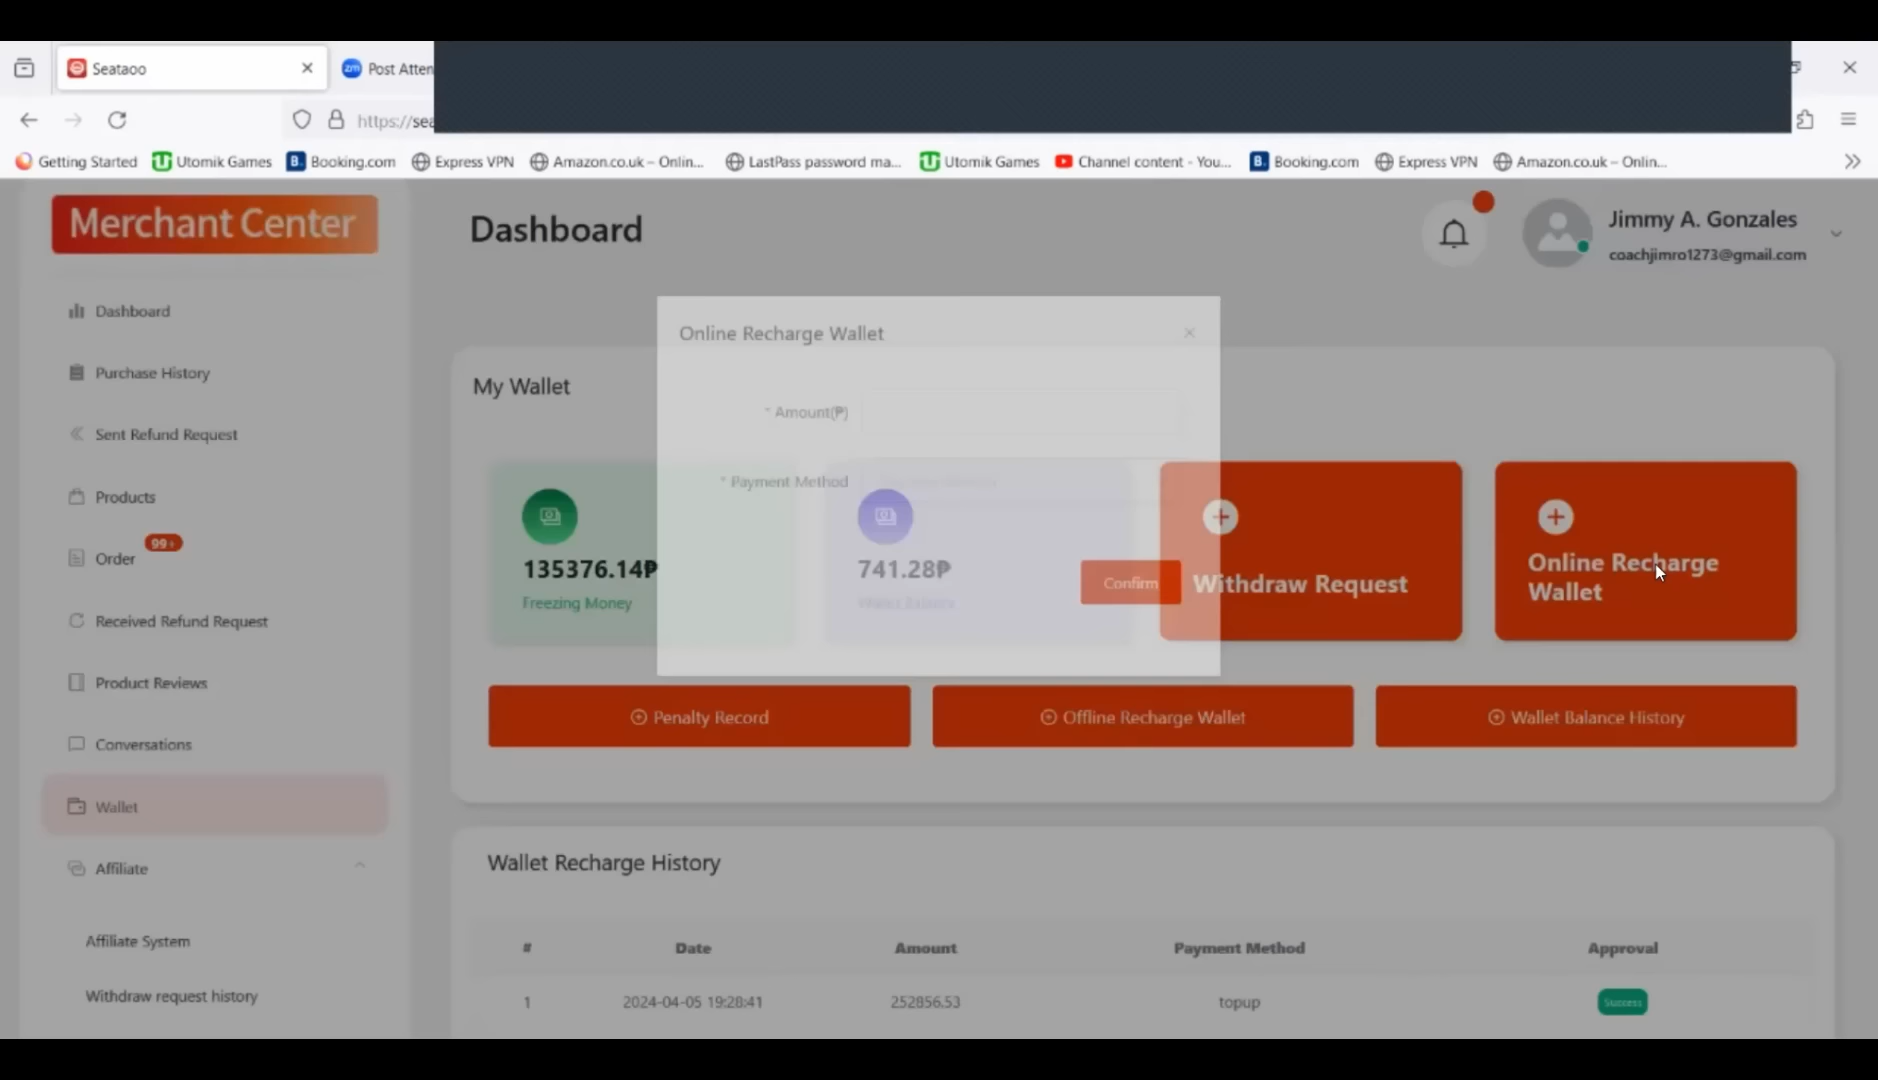 Seataoo
Post Atten
https://sea
Getting Started
Utomik Games
Booking.com
Express VPN
Amazon.co.uk – Onlin...
LastPass password ma...
Utomik Games
Channel content - You...
Booking.com
Express VPN
Amazon.co.uk – Onlin...
Merchant Center
Dashboard
Jimmy A. Gonzales
coachjimro1273@gmail.com
Dashboard
Purchase History
Sent Refund Request
Products
Order
99+
Received Refund Request
Product Reviews
Conversations
Wallet
Affiliate
Affiliate System
Withdraw request history
My Wallet
Online Recharge Wallet
* Amount(₱)
* Payment Method
Confirm
135376.14₱
Freezing Money
741.28₱
Wallet Balance
Withdraw Request
Online Recharge
Wallet
Penalty Record
Offline Recharge Wallet
Wallet Balance History
Wallet Recharge History
# Date Amount Payment Method Approval
1 2024-04-05 19:28:41 252856.53 topup Success